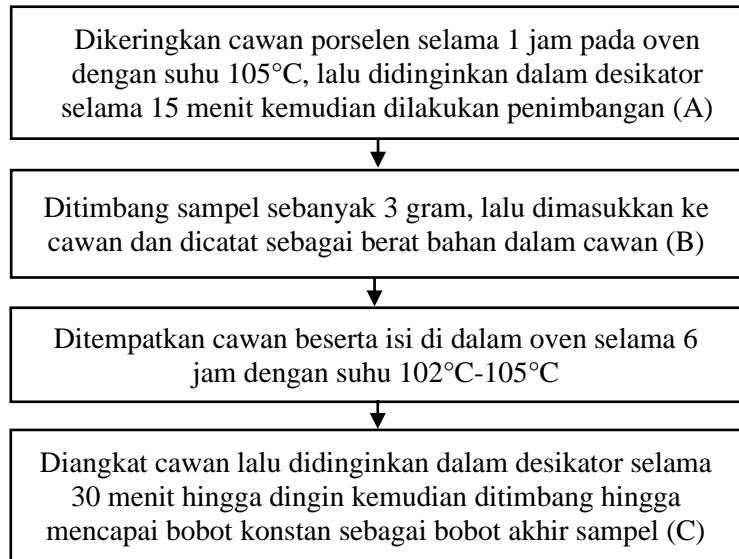 Dikeringkan cawan porselen selama 1 jam pada oven
dengan suhu 105°C, lalu didinginkan dalam desikator
selama 15 menit kemudian dilakukan penimbangan (A)
Ditimbang sampel sebanyak 3 gram, lalu dimasukkan ke
cawan dan dicatat sebagai berat bahan dalam cawan (B)
Ditempatkan cawan beserta isi di dalam oven selama 6
jam dengan suhu 102°C-105°C
Diangkat cawan lalu didinginkan dalam desikator selama
30 menit hingga dingin kemudian ditimbang hingga
mencapai bobot konstan sebagai bobot akhir sampel (C)